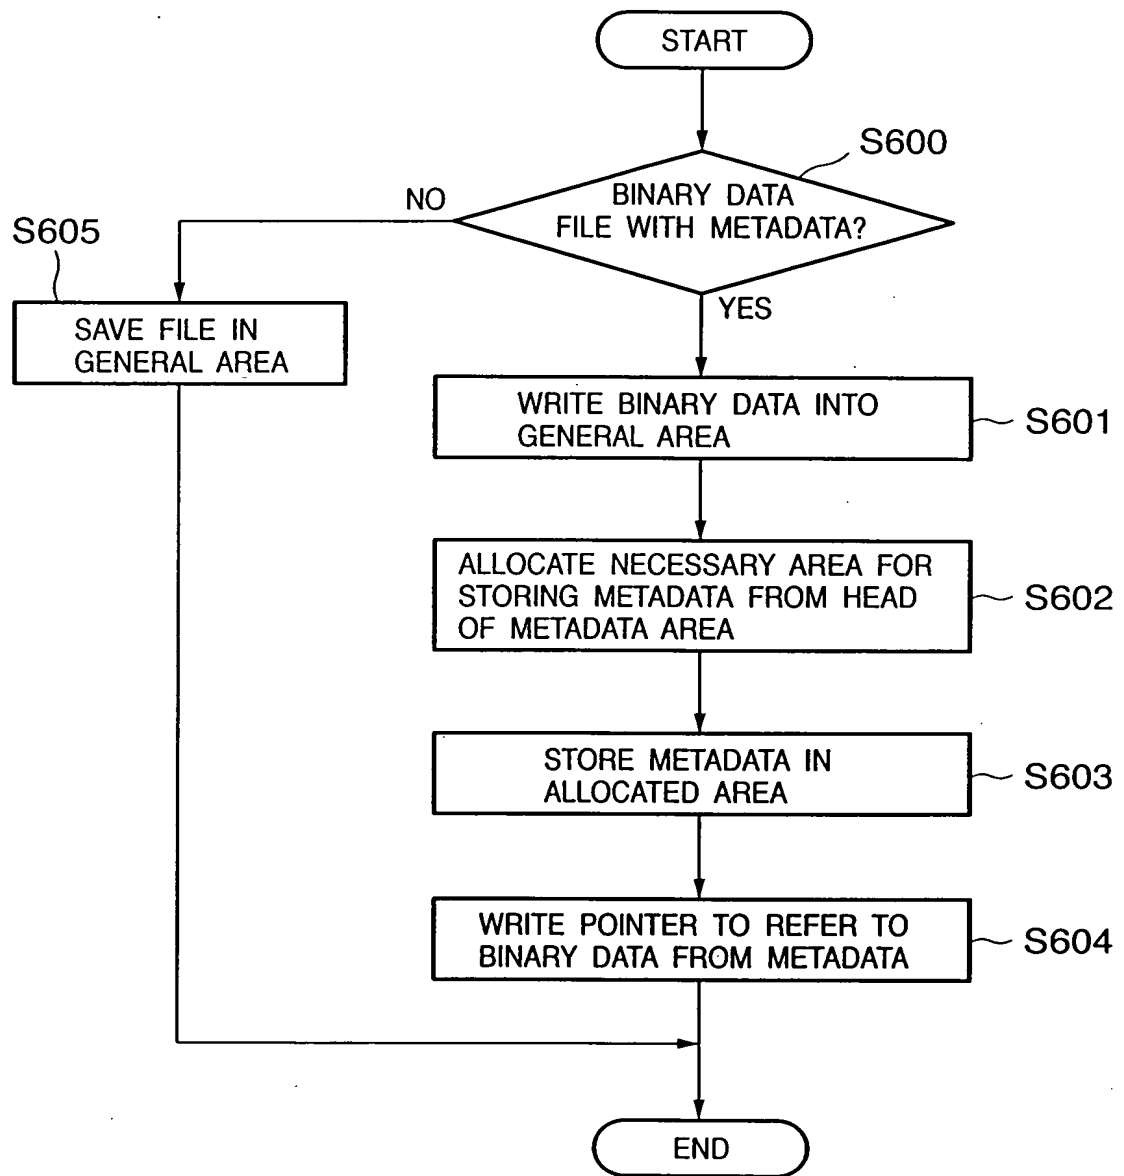 START
S600
BINARY DATA
FILE WITH METADATA?
NO
YES
S605
SAVE FILE IN
GENERAL AREA
WRITE BINARY DATA INTO
GENERAL AREA
S601
ALLOCATE NECESSARY AREA FOR
STORING METADATA FROM HEAD
OF METADATA AREA
S602
STORE METADATA IN
ALLOCATED AREA
S603
WRITE POINTER TO REFER TO
BINARY DATA FROM METADATA
S604
END